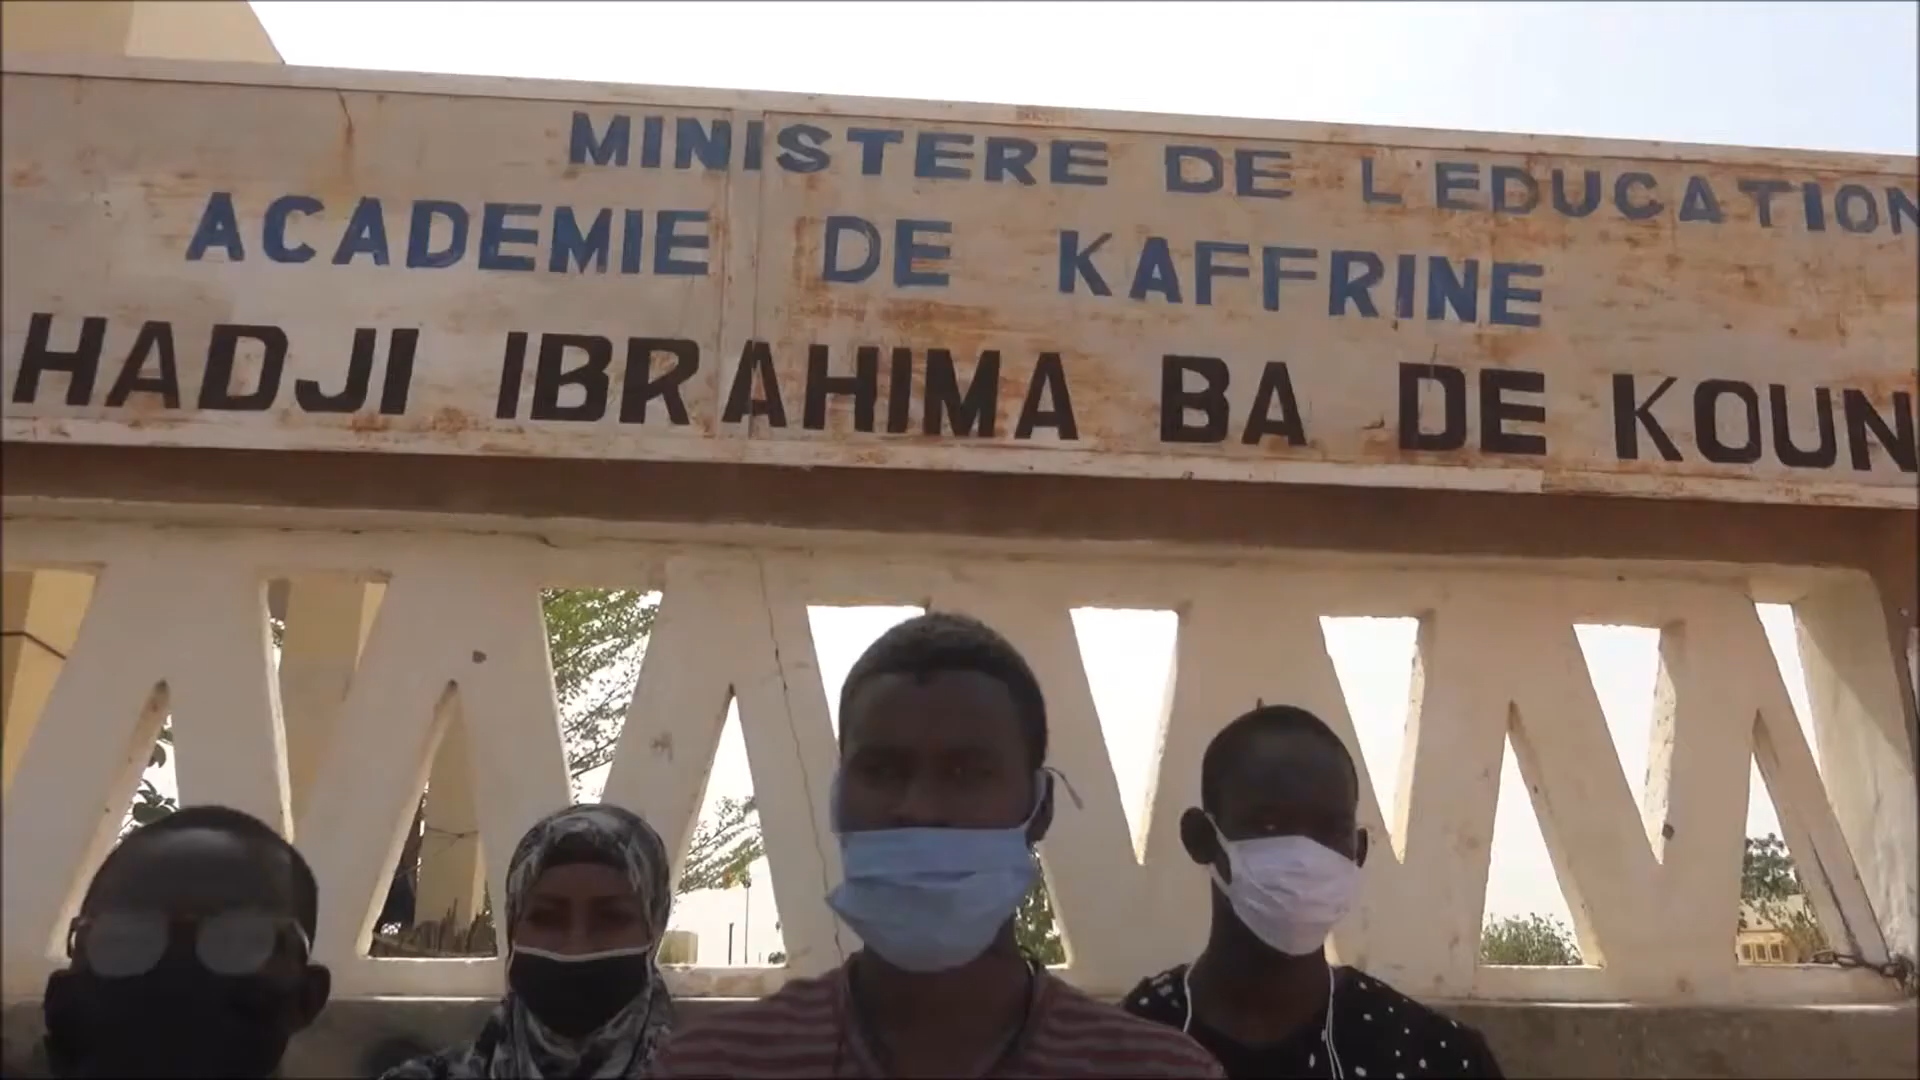 MINISTERE DE L'EDUCATION
ACADEMIE DE KAFFRINE
HADJI IBRAHIMA BA DE KOUN